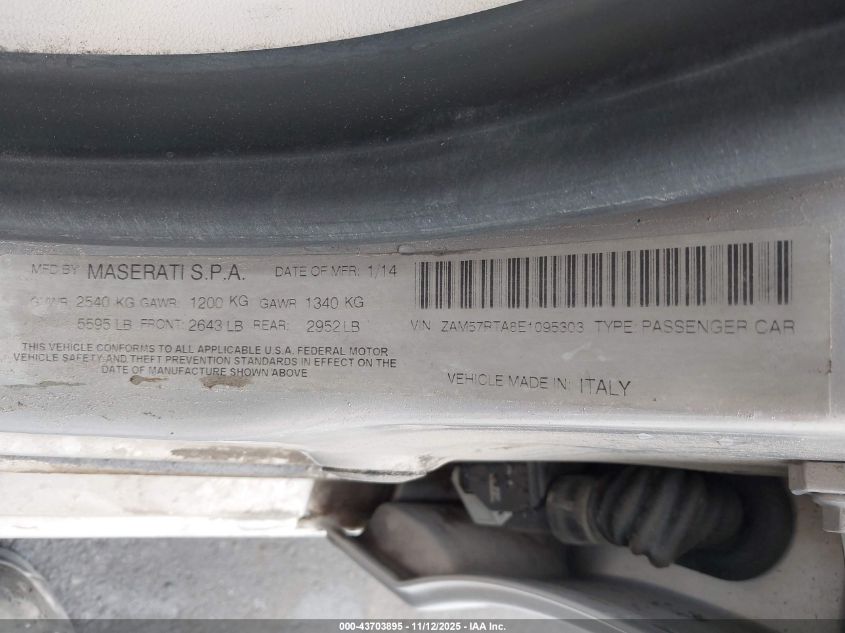 MFD BY MASERATI S.P.A. DATE OF MFR: 1/14
GVWR 2540 KG GAWR: 1200 KG GAWR 1340 KG
5595 LB FRONT: 2643 LB REAR: 2952 LB
THIS VEHICLE CONFORMS TO ALL APPLICABLE U.S.A. FEDERAL MOTOR
VEHICLE SAFETY AND THEFT PREVENTION STANDARDS IN EFFECT ON THE
DATE OF MANUFACTURE SHOWN ABOVE
VIN ZAM57RTA8E1095303 TYPE: PASSENGER CAR
VEHICLE MADE IN: ITALY
000-43703895 - 11/12/2025 - IAA Inc.